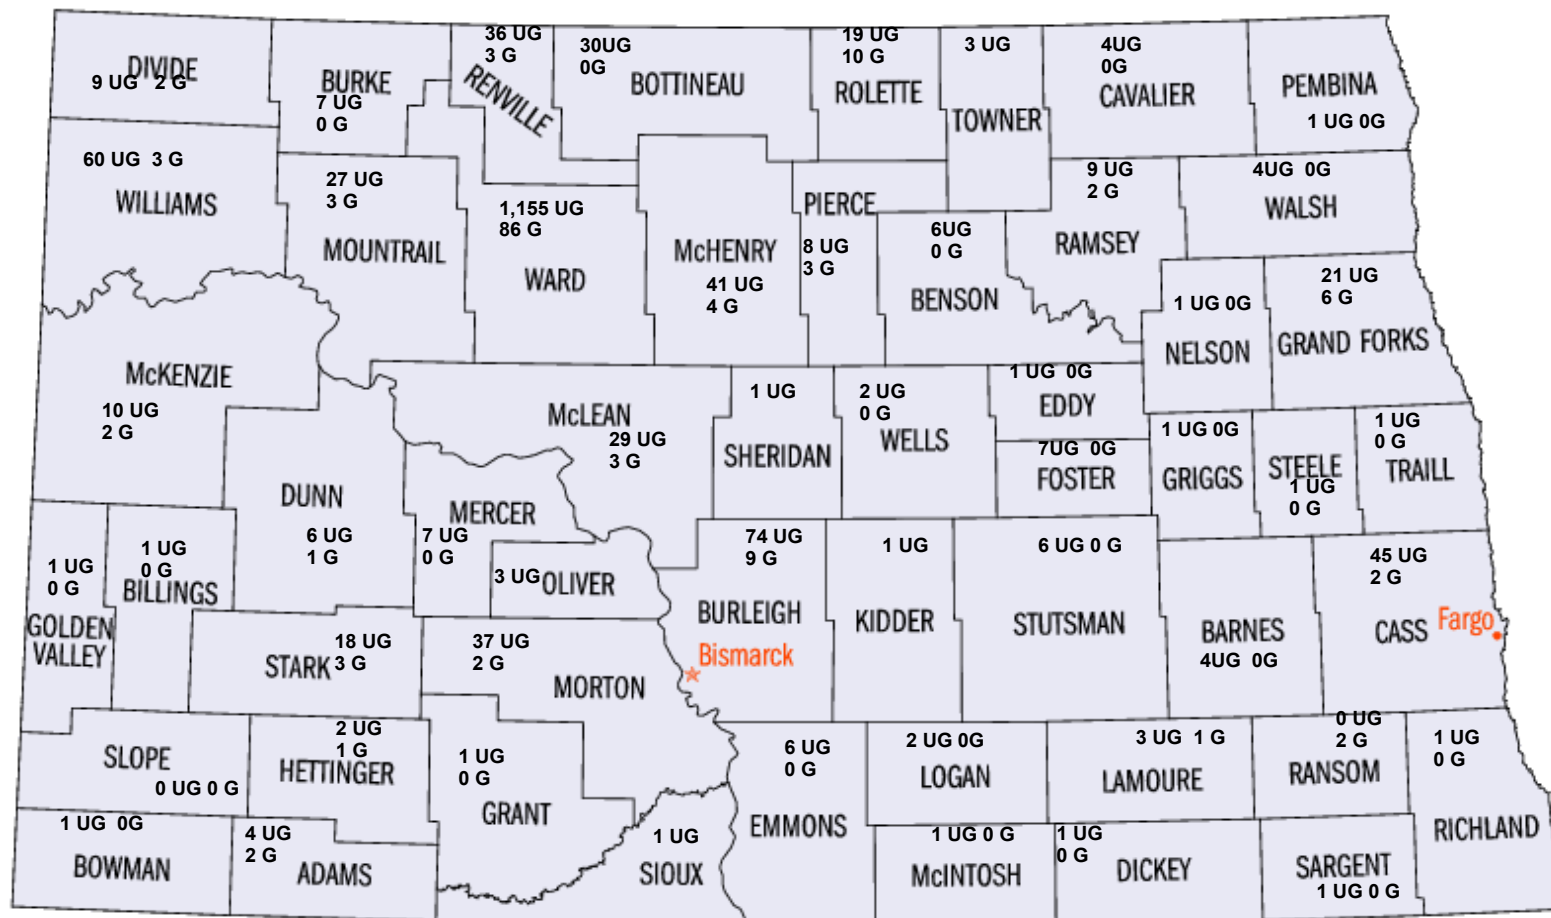 DIVIDE
9 UG 2 G
BURKE
7 UG
0 G
36 UG
3 G
RENVILLE
30UG
0G
BOTTINEAU
19 UG
10 G
ROLETTE
3 UG
TOWNER
4UG
0G
CAVALIER
PEMBINA
1 UG 0G
60 UG 3 G
WILLIAMS
27 UG
3 G
MOUNTRAIL
1,155 UG
86 G
WARD
McHENRY
41 UG
4 G
PIERCE
8 UG
3 G
6UG
0 G
BENSON
9 UG
2 G
RAMSEY
4UG 0G
WALSH
1 UG 0G
NELSON
21 UG
6 G
GRAND FORKS
McKENZIE
10 UG
2 G
DUNN
6 UG
1 G
McLEAN
29 UG
3 G
MERCER
7 UG
0 G
3 UG
OLIVER
1 UG
SHERIDAN
2 UG
0 G
WELLS
1 UG 0G
EDDY
7UG 0G
FOSTER
1 UG 0G
GRIGGS
STEELE
1 UG
0 G
1 UG
0 G
TRAILL
1 UG
0 G
GOLDEN
VALLEY
1 UG
0 G
BILLINGS
STARK
18 UG
3 G
37 UG
2 G
MORTON
74 UG
9 G
BURLEIGH
Bismarck
1 UG
KIDDER
6 UG 0 G
STUTSMAN
BARNES
4UG 0G
45 UG
2 G
CASS
Fargo
SLOPE
0 UG 0 G
2 UG
1 G
HETTINGER
1 UG
0 G
GRANT
1 UG 0G
BOWMAN
4 UG
2 G
ADAMS
1 UG
SIOUX
6 UG
0 G
EMMONS
2 UG 0G
LOGAN
1 UG 0 G
McINTOSH
3 UG 1 G
LAMOURE
1 UG
0 G
DICKEY
0 UG
2 G
RANSOM
SARGENT
1 UG 0 G
1 UG
0 G
RICHLAND